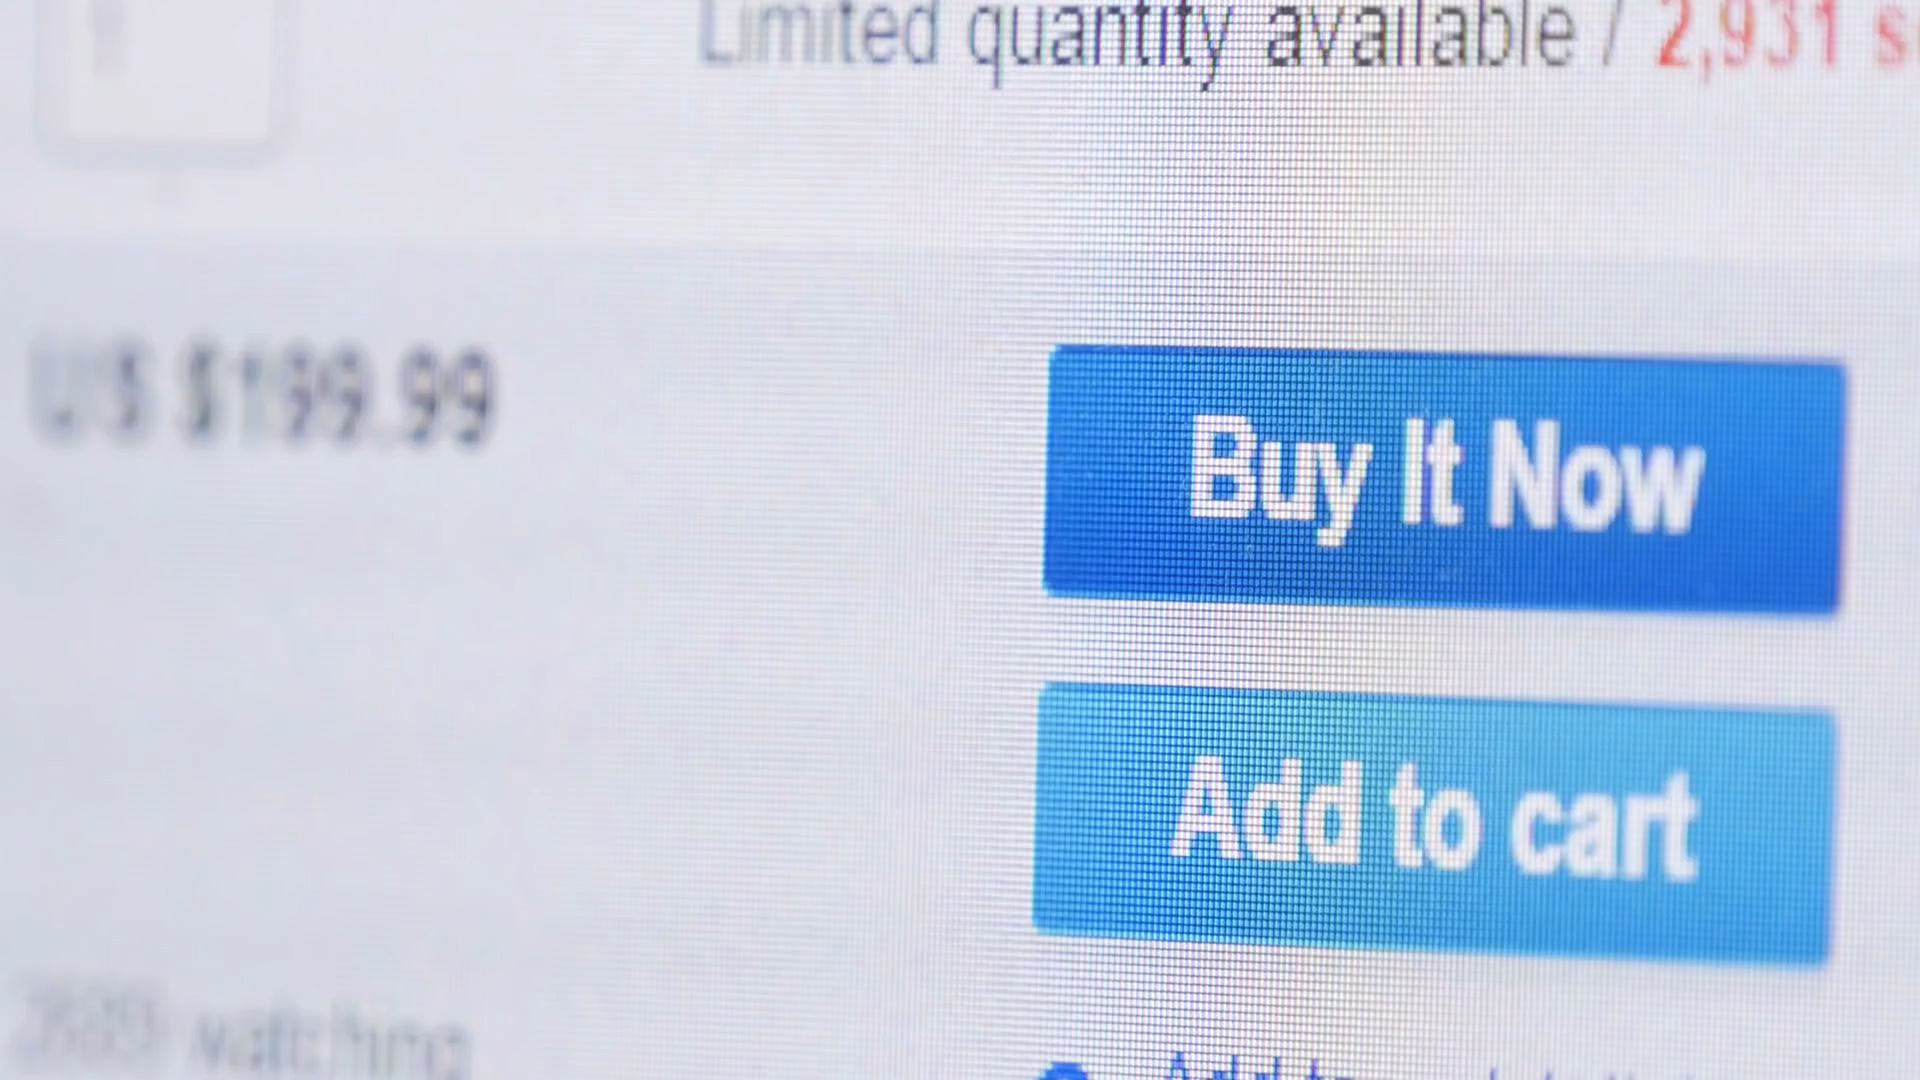 Limited quantity available / 2,931
US $199.99
Buy It Now
Add to cart
watching